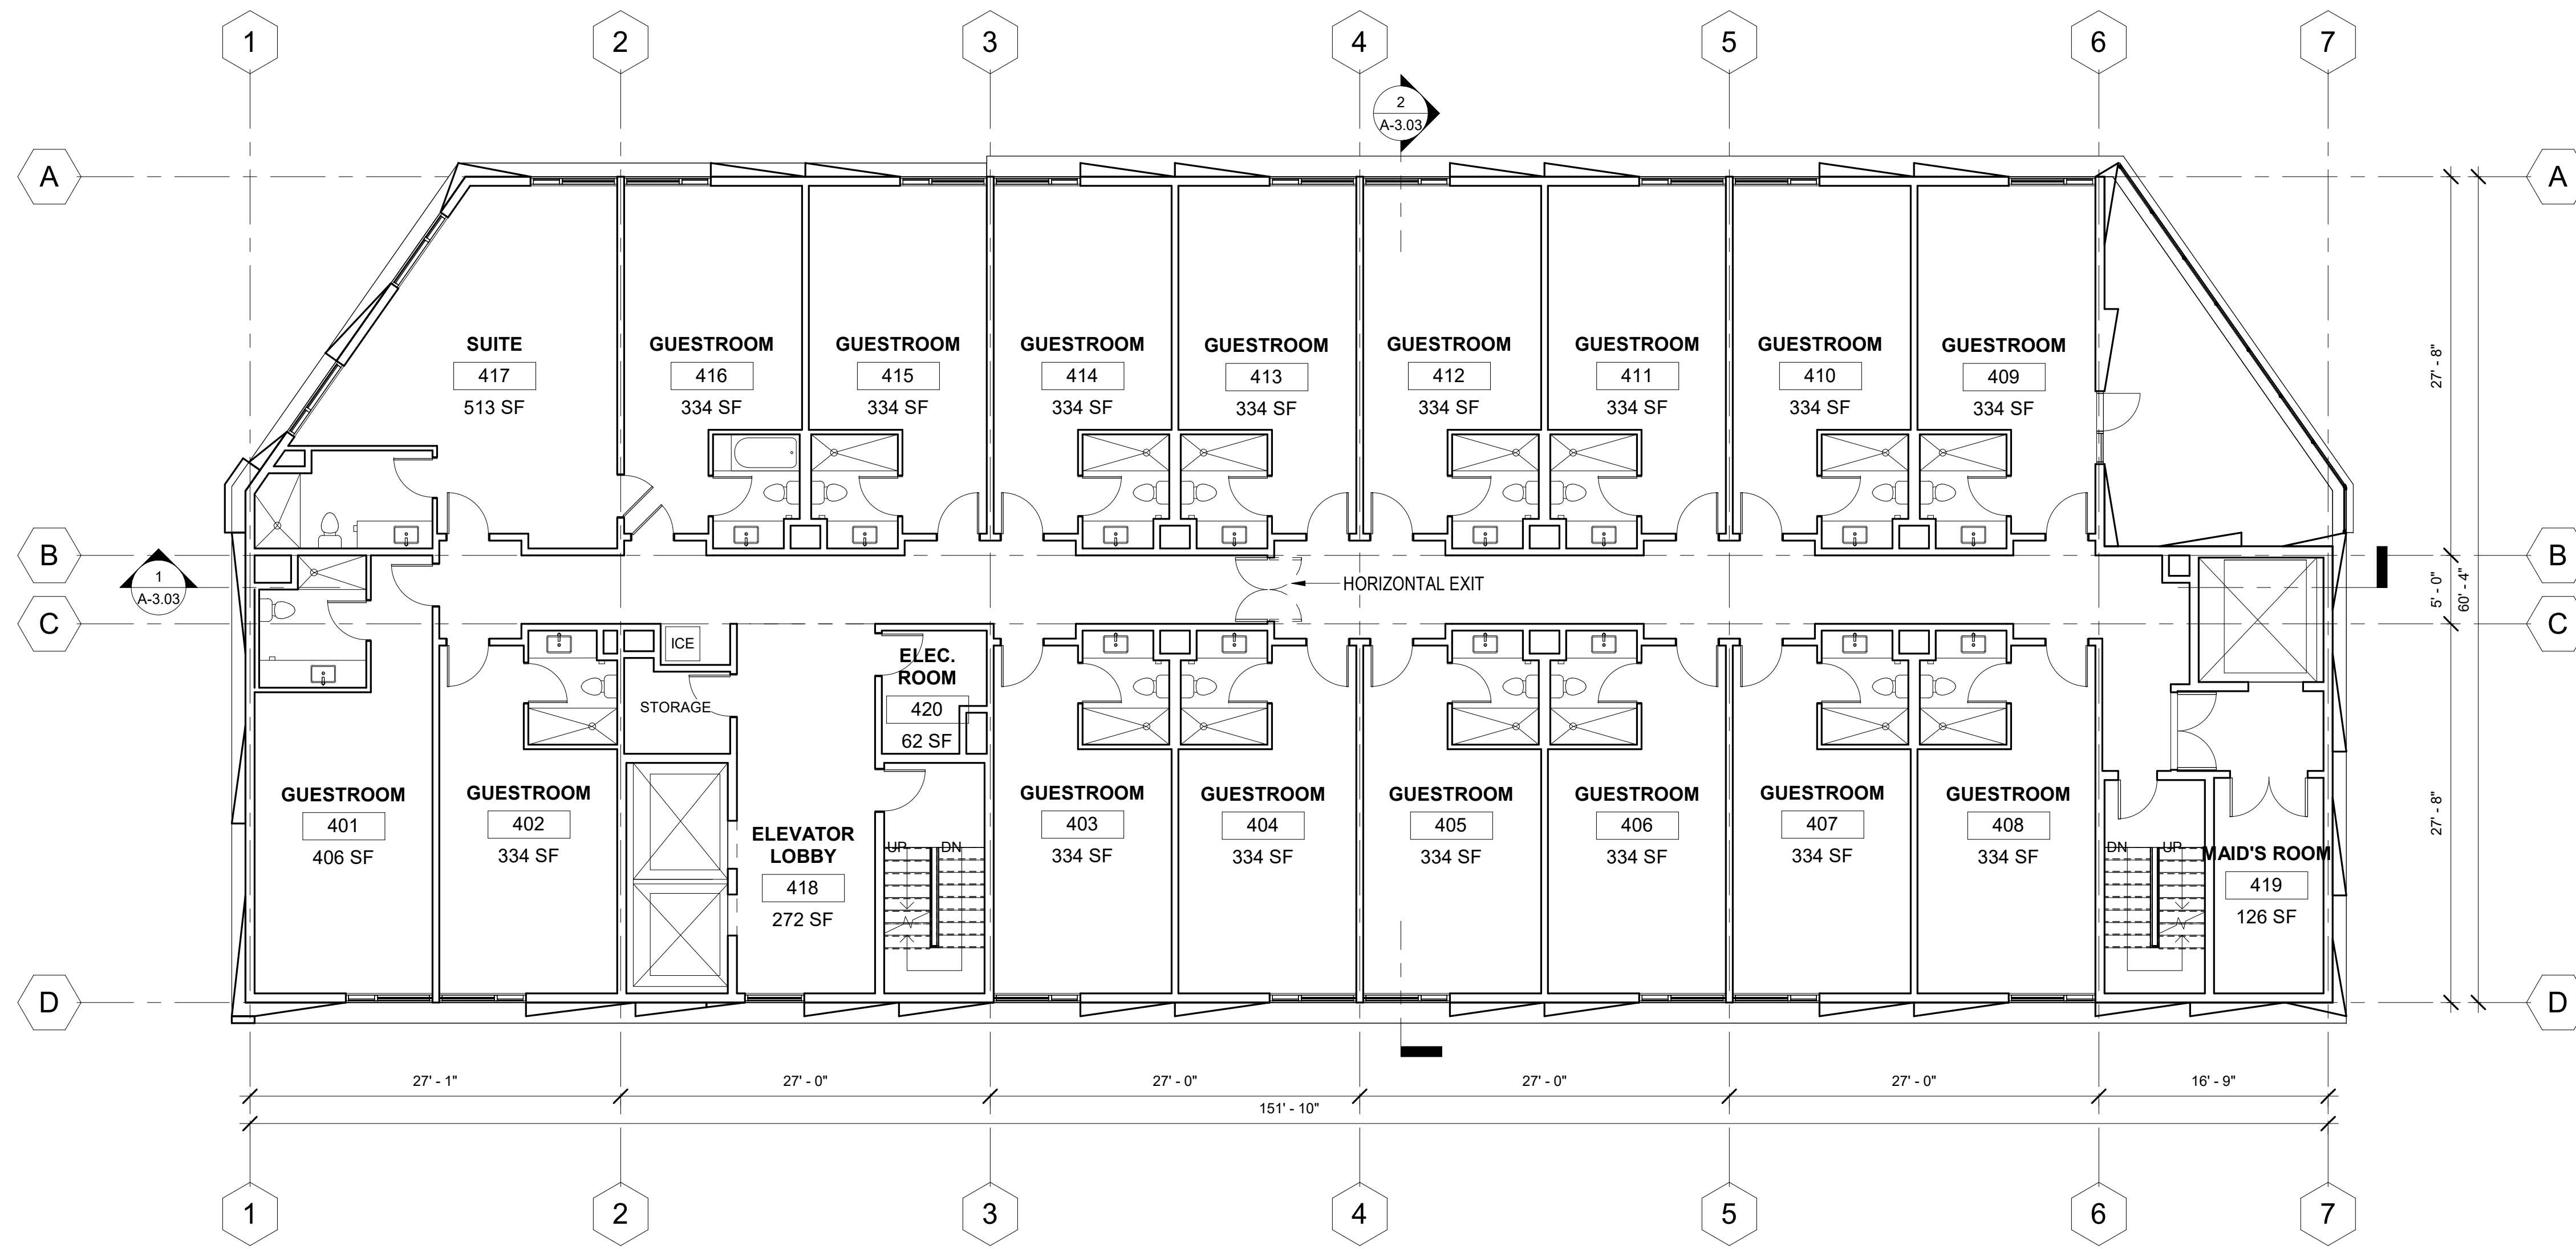 1 2 3 4 5 6 7
2
A-3.03
A A
SUITE
417
513 SF
GUESTROOM
416
334 SF
GUESTROOM
415
334 SF
GUESTROOM
414
334 SF
GUESTROOM
413
334 SF
GUESTROOM
412
334 SF
GUESTROOM
411
334 SF
GUESTROOM
410
334 SF
GUESTROOM
409
334 SF
27' - 8"
B B
1
A-3.03
HORIZONTAL EXIT
5' - 0"
60' - 4"
C C
ICE
STORAGE
ELEC.
ROOM
420
62 SF
GUESTROOM
401
406 SF
GUESTROOM
402
334 SF
ELEVATOR
LOBBY
418
272 SF
UP DN
GUESTROOM
403
334 SF
GUESTROOM
404
334 SF
GUESTROOM
405
334 SF
GUESTROOM
406
334 SF
GUESTROOM
407
334 SF
GUESTROOM
408
334 SF
DN UP
MAID'S ROOM
419
126 SF
27' - 8"
D D
27' - 1" 27' - 0" 27' - 0" 27' - 0" 27' - 0" 16' - 9"
151' - 10"
1 2 3 4 5 6 7